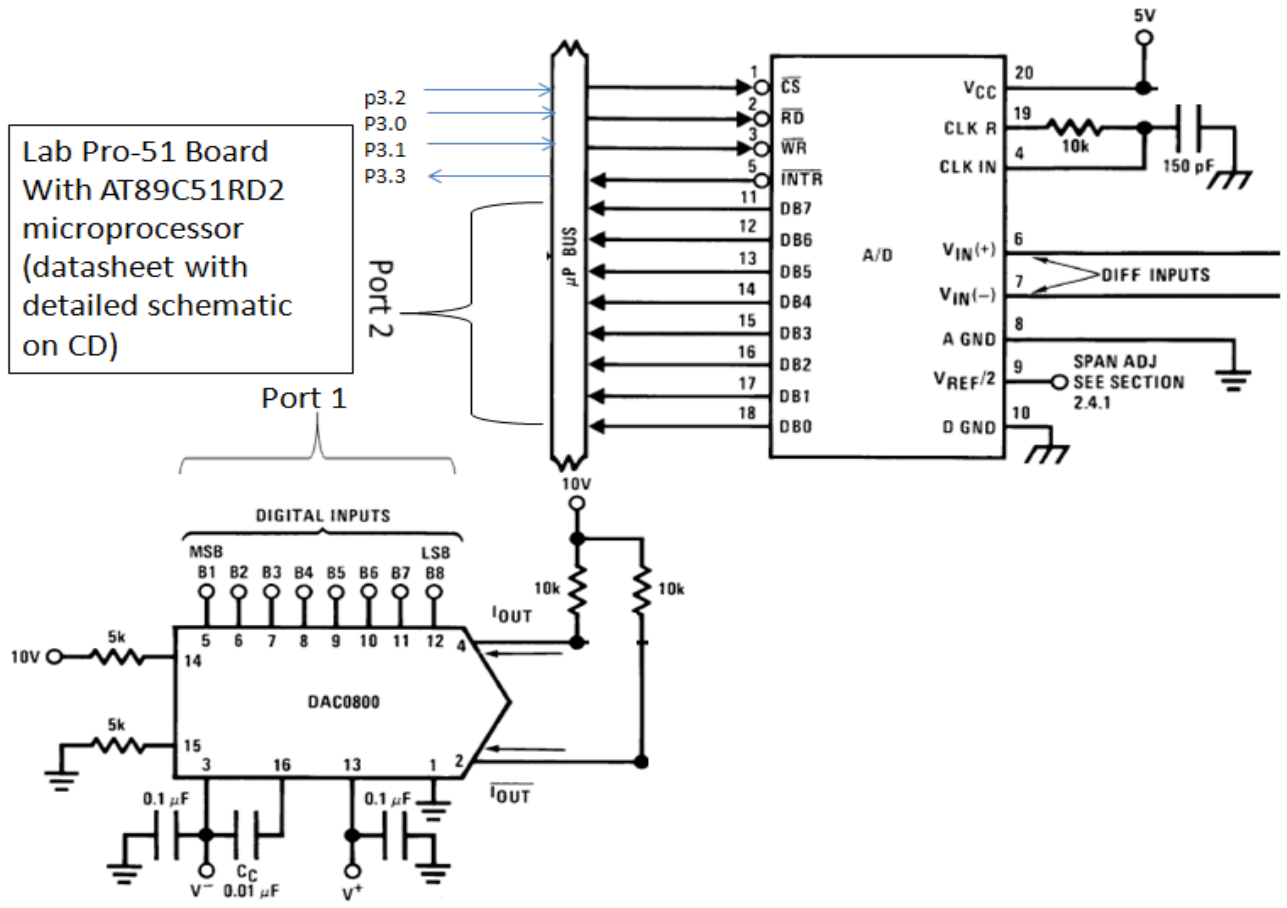 5V
1
CS
20
VCC
p3.2
2
RD
19
CLK R
P3.0
3
WR
10k
150 pF
P3.1
5
INTR
4
CLK IN
P3.3
Lab Pro-51 Board
With AT89C51RD2
microprocessor
(datasheet with
detailed schematic
on CD)
Port 2
µP BUS
11
DB7
12
DB6
13
DB5
14
DB4
15
DB3
16
DB2
17
DB1
18
DB0
A/D
6
VIN(+)
DIFF INPUTS
7
VIN(−)
8
A GND
9
VREF/2
SPAN ADJ
SEE SECTION
2.4.1
10
D GND
Port 1
10V
DIGITAL INPUTS
MSB
LSB
B1 B2 B3 B4 B5 B6 B7 B8
10k
10k
IOUT
5 6 7 8 9 10 11 12
4
5k
10V
14
DAC0800
5k
15
3
16
13
1
2
IOUT
0.1 µF
0.1 µF
CC
0.01 µF
V−
V+